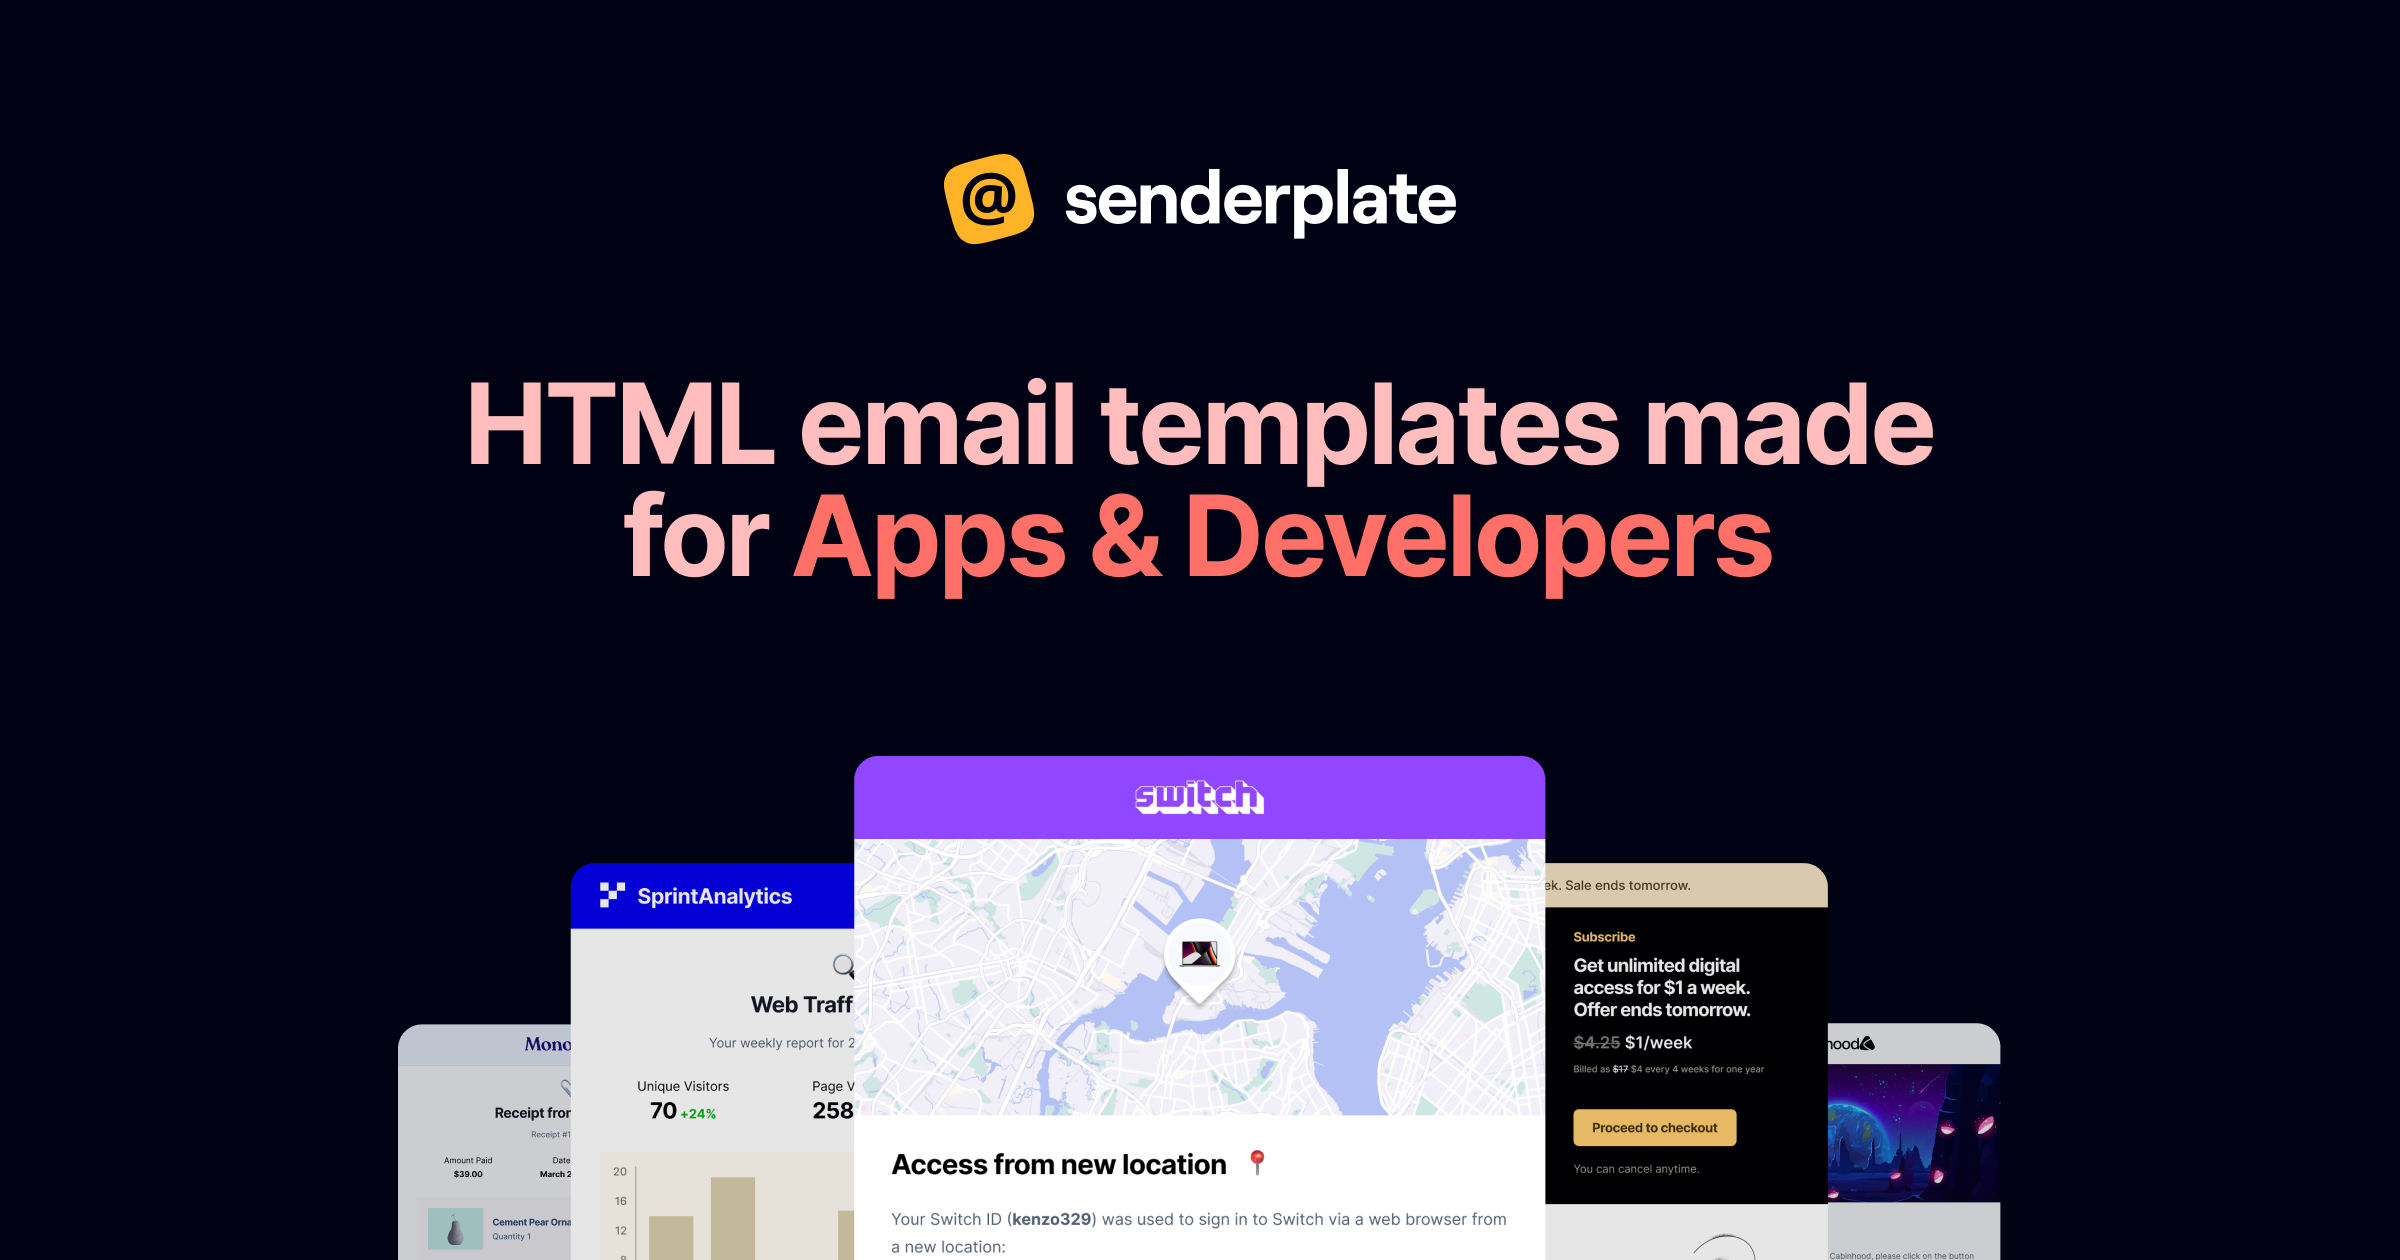 @ senderplate
HTML email templates made
for Apps & Developers
switch
SprintAnalytics
Web Traff
Your weekly report for 2
Unique Visitors
70 +24%
Page V
258
20
16
12
8
Mono
Receipt from
Receipt #1
Amount Paid
$39.00
Date
March 2
Cement Pear Orna
Quantity 1
Access from new location
Your Switch ID (kenzo329) was used to sign in to Switch via a web browser from
a new location:
ek. Sale ends tomorrow.
Subscribe
Get unlimited digital
access for $1 a week.
Offer ends tomorrow.
$4.25 $1/week
Billed as $17 $4 every 4 weeks for one year
Proceed to checkout
You can cancel anytime.
hood
Cabinhood, please click on the button